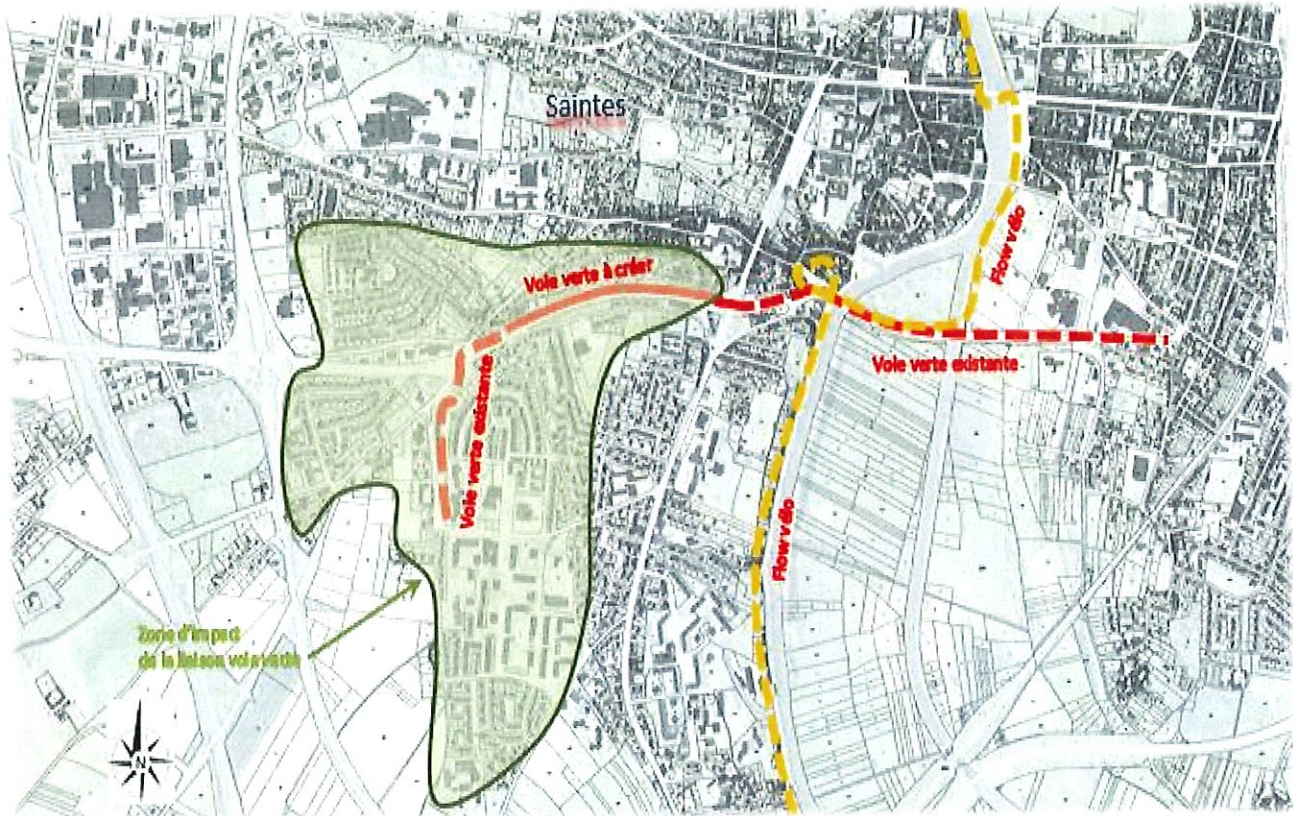 Saintes
Voie verte à créer
Flow vélo
Voie verte existante
Voie verte existante
Flow vélo
Zone d'impact
de la liaison voie verte
N